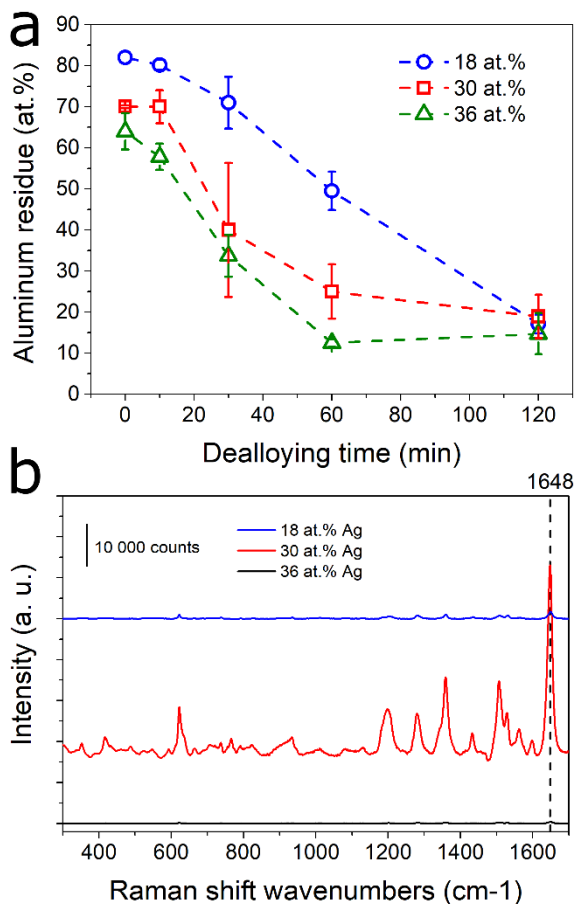 a
Aluminum residue (at.%)
90
80
70
60
50
40
30
20
10
0
18 at.%
30 at.%
36 at.%
0 20 40 60 80 100 120
Dealloying time (min)
b
1648
Intensity (a. u.)
10 000 counts
18 at.% Ag
30 at.% Ag
36 at.% Ag
400 600 800 1000 1200 1400 1600
Raman shift wavenumbers (cm-1)